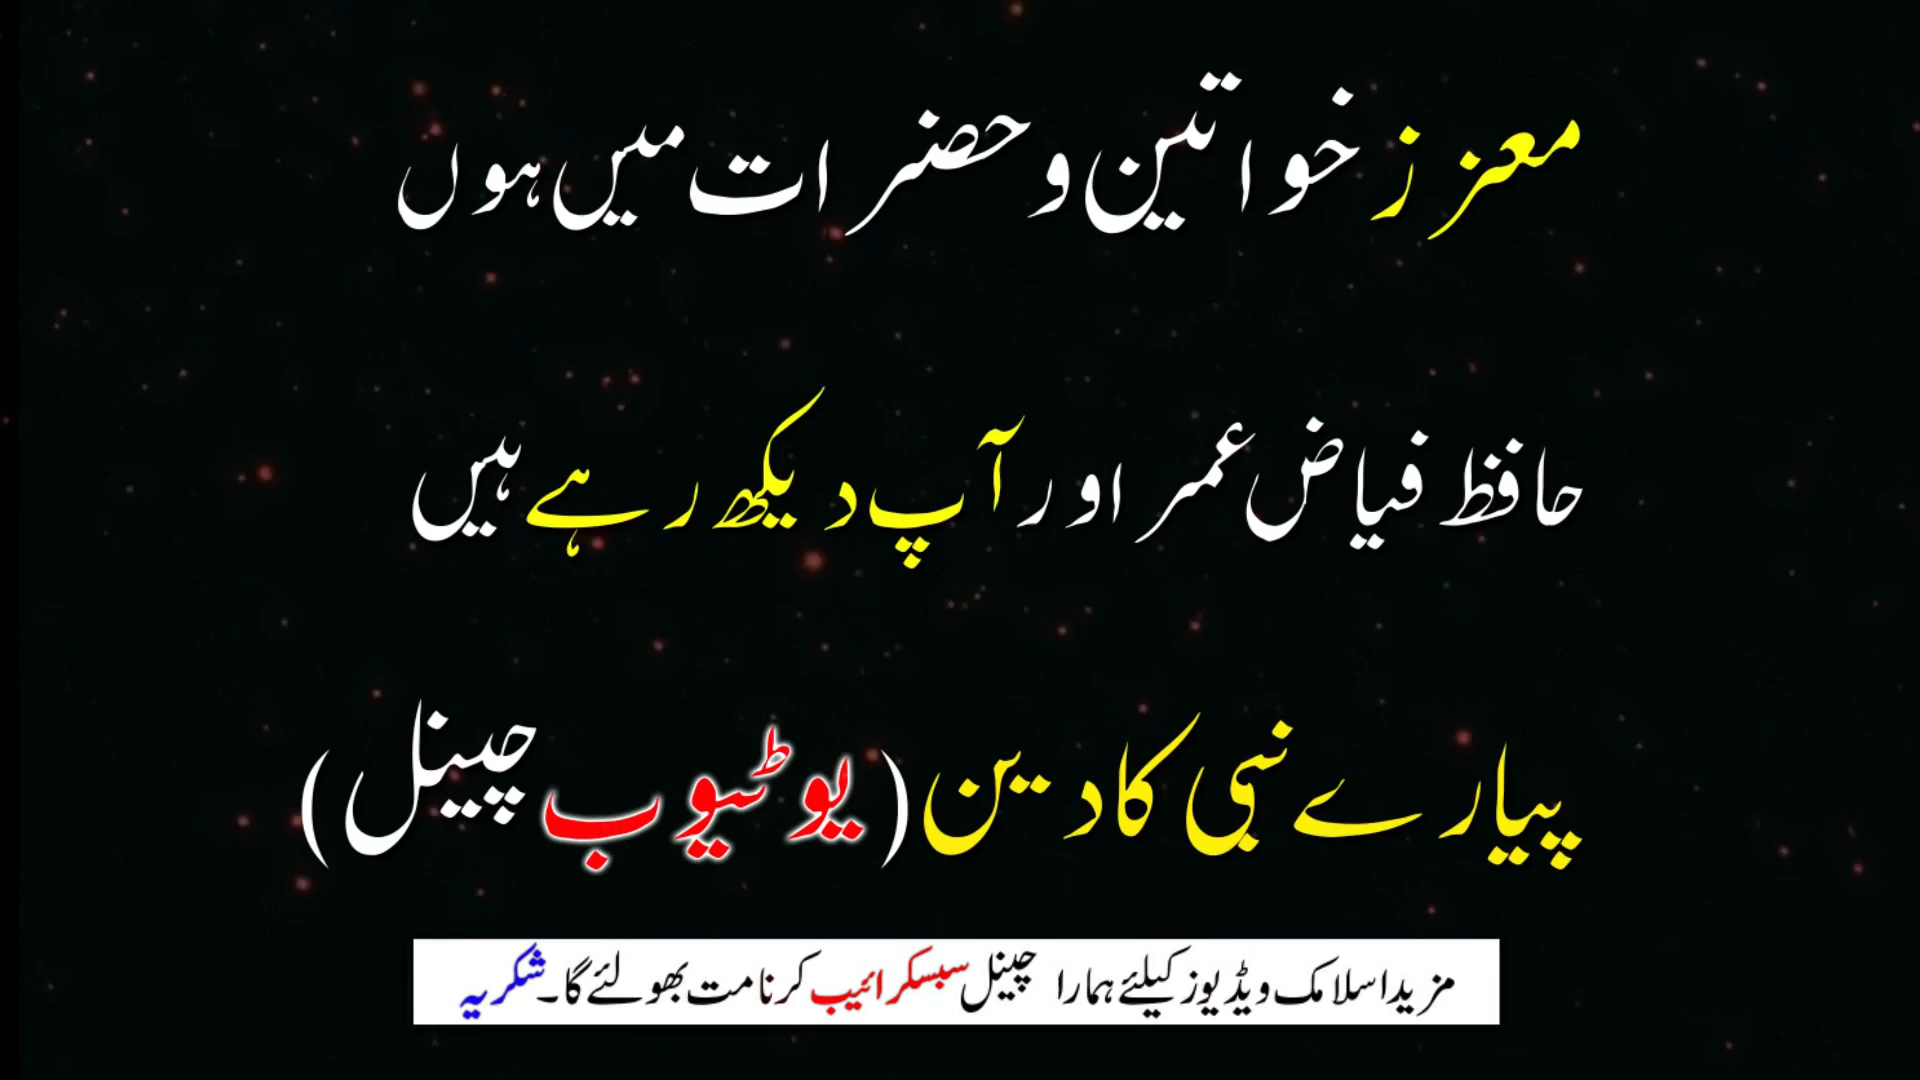 معزز خواتین و حضرات میں ہوں
حافظ فیاض عمر اور آپ دیکھ رہے ہیں
پیارے نبی کا دین (یوٹیوب چینل)
مزید اسلامک ویڈیوز کیلئے ہمارا چینل سبسکرائیب کرنا مت بھولئے گا۔ شکریہ